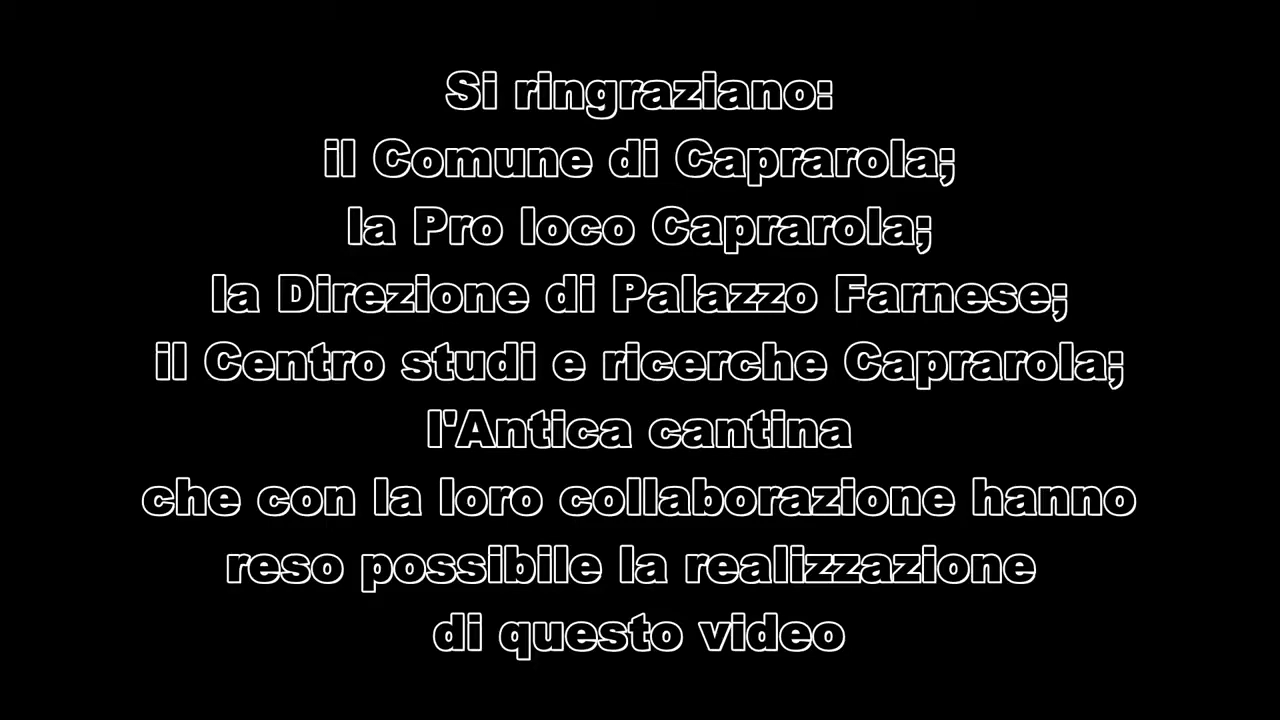 Si ringraziano:
il Comune di Caprarola;
la Pro loco Caprarola;
la Direzione di Palazzo Farnese;
il Centro studi e ricerche Caprarola;
l'Antica cantina
che con la loro collaborazione hanno
reso possibile la realizzazione
di questo video